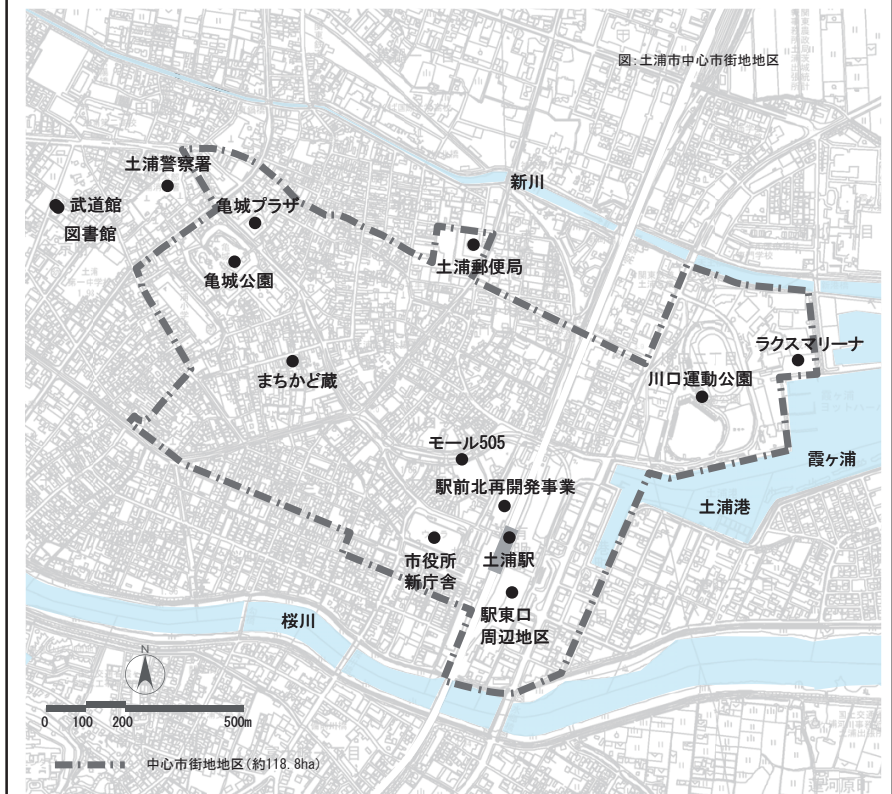 図:土浦市中心市街地地区
土浦警察署
新川
武道館
亀城プラザ
図書館
土浦郵便局
亀城公園
ラクスマリーナ
まちかど蔵
川口運動公園
モール505
霞ヶ浦
駅前北再開発事業
土浦港
市役所
新庁舎
土浦駅
駅東口
周辺地区
桜川
N
0 100 200 500m
中心市街地地区(約118.8ha)